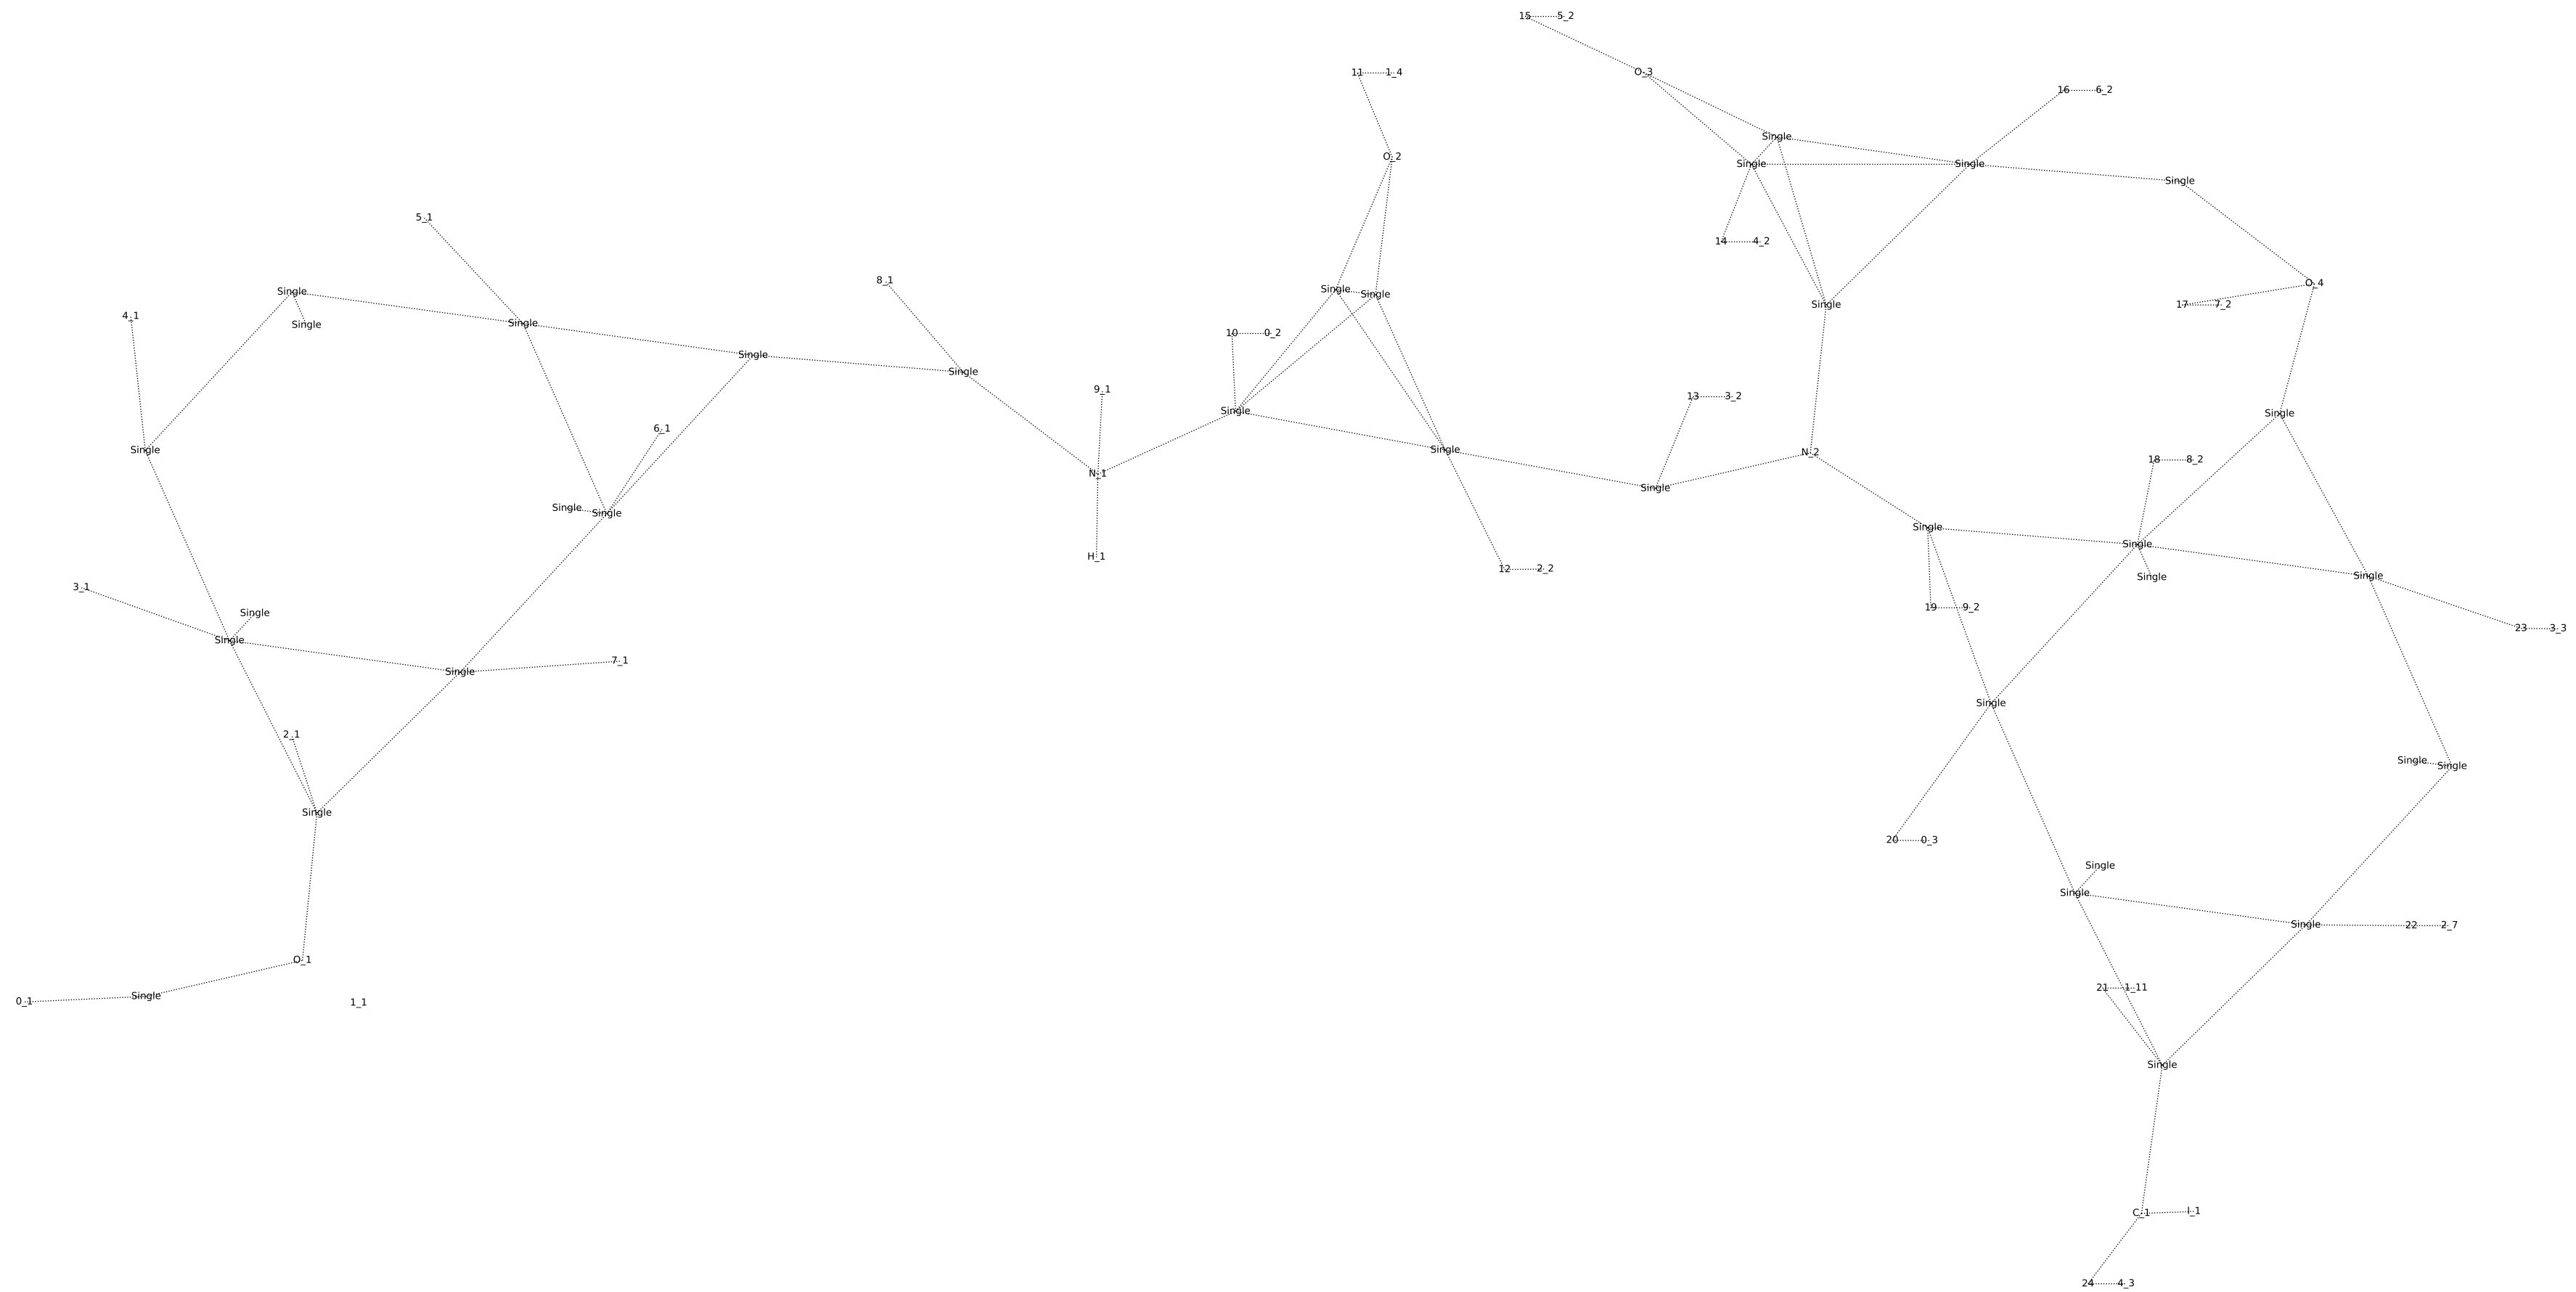 15 5_2
11 1_4
O_3
16 6_2
Single
O_2
Single
Single
Single
5_1
14 4_2
8_1
O_4
Single
Single
Single
17 7_2
Single
4_1
Single
Single
10 0_2
Single
Single
9_1
13 3_2
Single
Single
6_1
Single
Single
N_2
18 8_2
N_1
Single
Single
Single
Single
Single
H_1
12 2_2
Single
Single
3_1
19 9_2
Single
23 3_3
Single
7_1
Single
Single
2_1
Single
Single
Single
20 0_3
Single
Single
Single
22 2_7
O_1
21 1_11
Single
0_1
1_1
Single
I_1
C_1
24 4_3